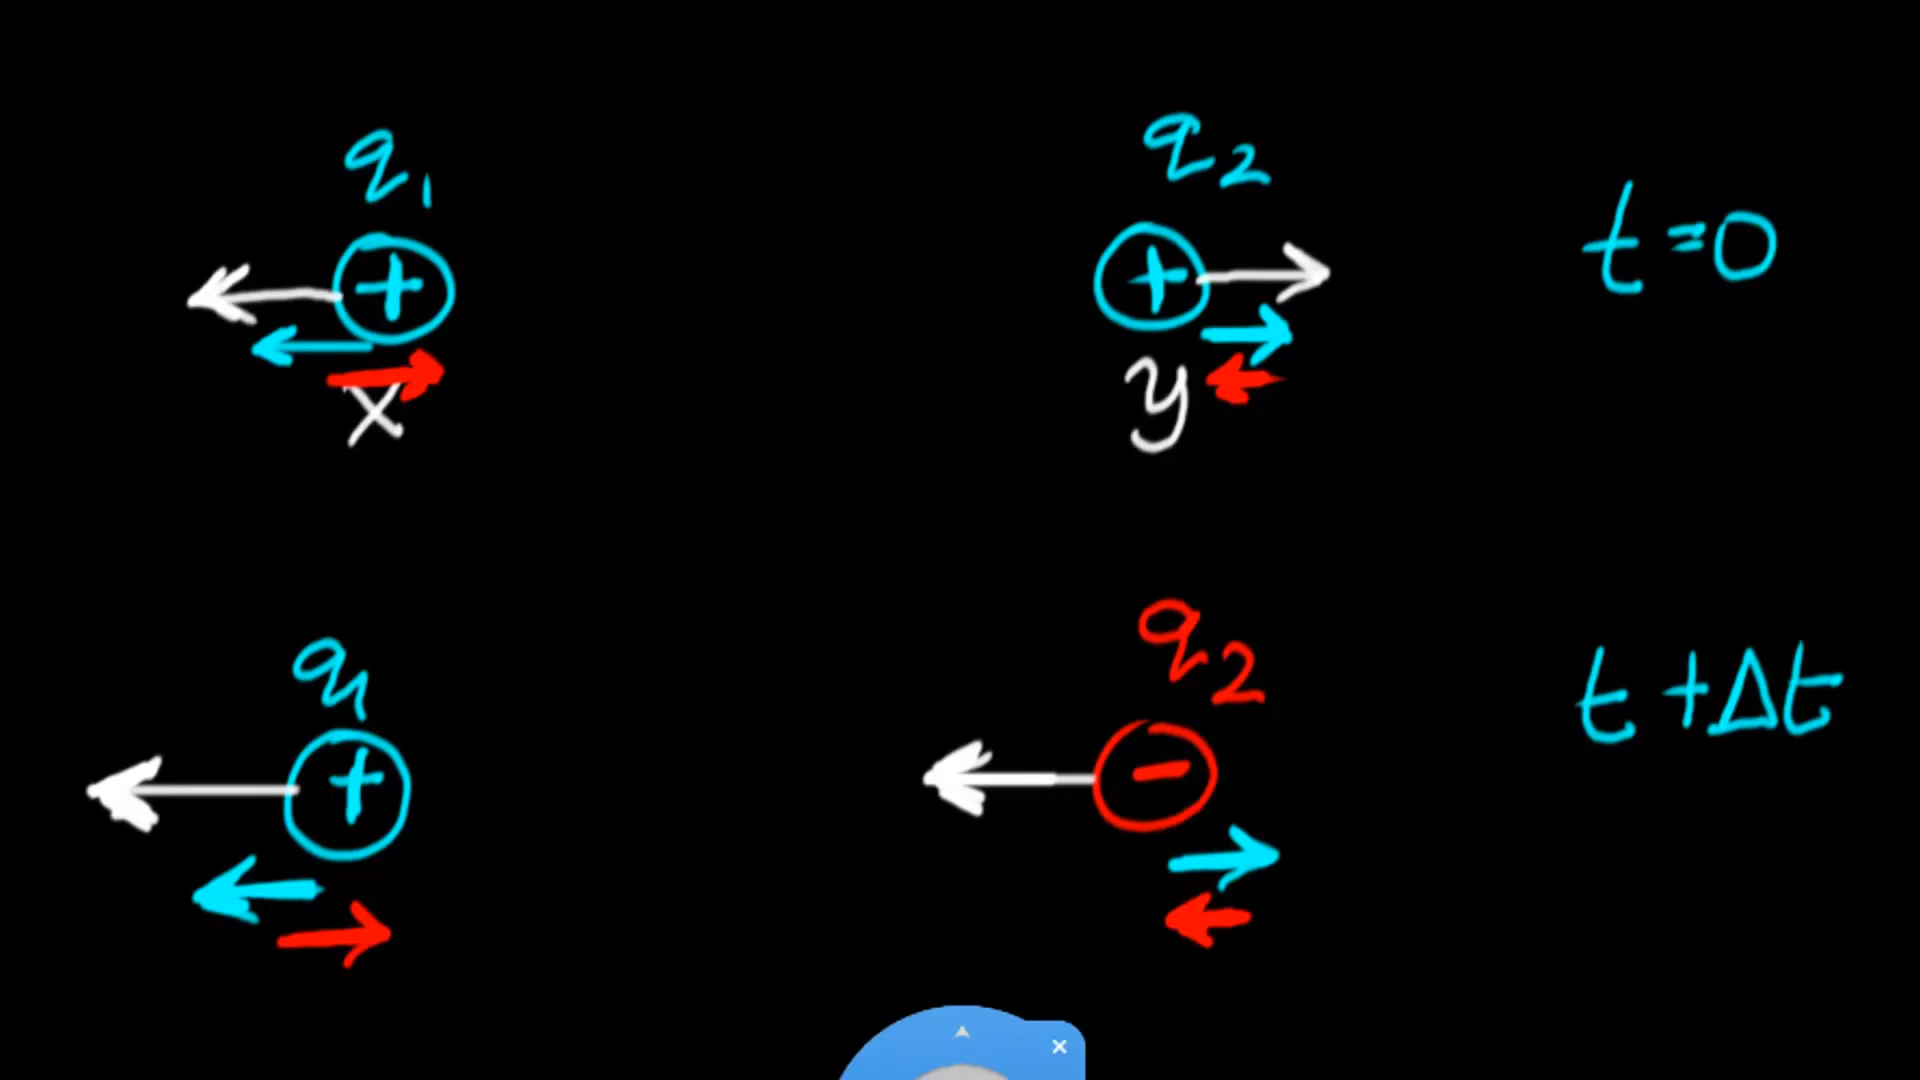 q₁ q₂
+ + t=0
x y
q₁ q₂
+ − t+Δt